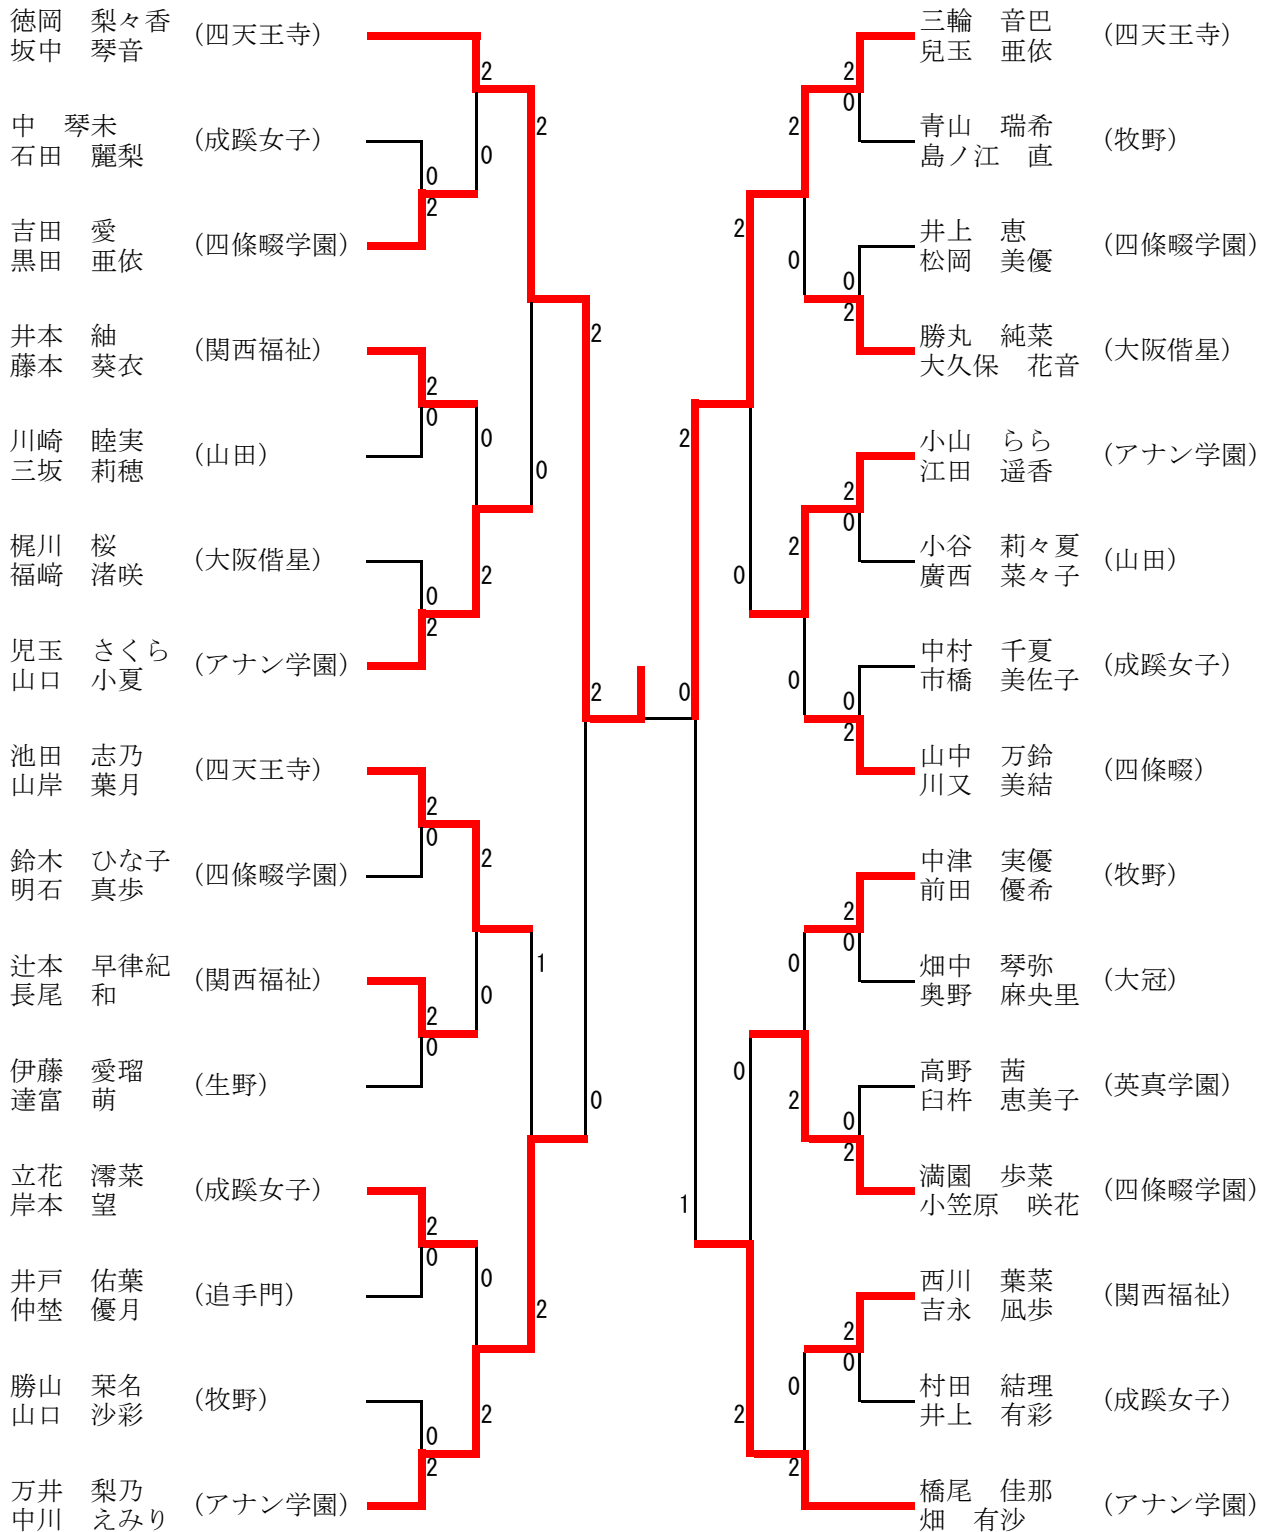 徳岡　梨々香
坂中　琴音
(四天王寺)
中　琴未
石田　麗梨
(成蹊女子)
吉田　愛
黒田　亜依
(四條畷学園)
井本　紬
藤本　葵衣
(関西福祉)
川崎　睦実
三坂　莉穂
(山田)
梶川　桜
福﨑　渚咲
(大阪偕星)
児玉　さくら
山口　小夏
(アナン学園)
池田　志乃
山岸　葉月
(四天王寺)
鈴木　ひな子
明石　真歩
(四條畷学園)
辻本　早律紀
長尾　和
(関西福祉)
伊藤　愛瑠
達富　萌
(生野)
立花　澪菜
岸本　望
(成蹊女子)
井戸　佑葉
仲埜　優月
(追手門)
勝山　栞名
山口　沙彩
(牧野)
万井　梨乃
中川　えみり
(アナン学園)
2
2
0
0
2
2
2
0
0
0
2
0
2
2
0
2
0
2
1
2
0
0
0
2
0
0
2
2
0
2
三輪　音巴
兒玉　亜依
(四天王寺)
青山　瑞希
島ノ江　直
(牧野)
井上　恵
松岡　美優
(四條畷学園)
勝丸　純菜
大久保　花音
(大阪偕星)
小山　らら
江田　遥香
(アナン学園)
小谷　莉々夏
廣西　菜々子
(山田)
中村　千夏
市橋　美佐子
(成蹊女子)
山中　万鈴
川又　美結
(四條畷)
中津　実優
前田　優希
(牧野)
畑中　琴弥
奥野　麻央里
(大冠)
高野　茜
臼杵　恵美子
(英真学園)
満園　歩菜
小笠原　咲花
(四條畷学園)
西川　葉菜
吉永　凪歩
(関西福祉)
村田　結理
井上　有彩
(成蹊女子)
橋尾　佳那
畑　有沙
(アナン学園)
2
0
2
2
0
0
2
2
2
0
2
0
0
0
2
0
2
0
0
0
2
0
2
1
2
0
0
2
2